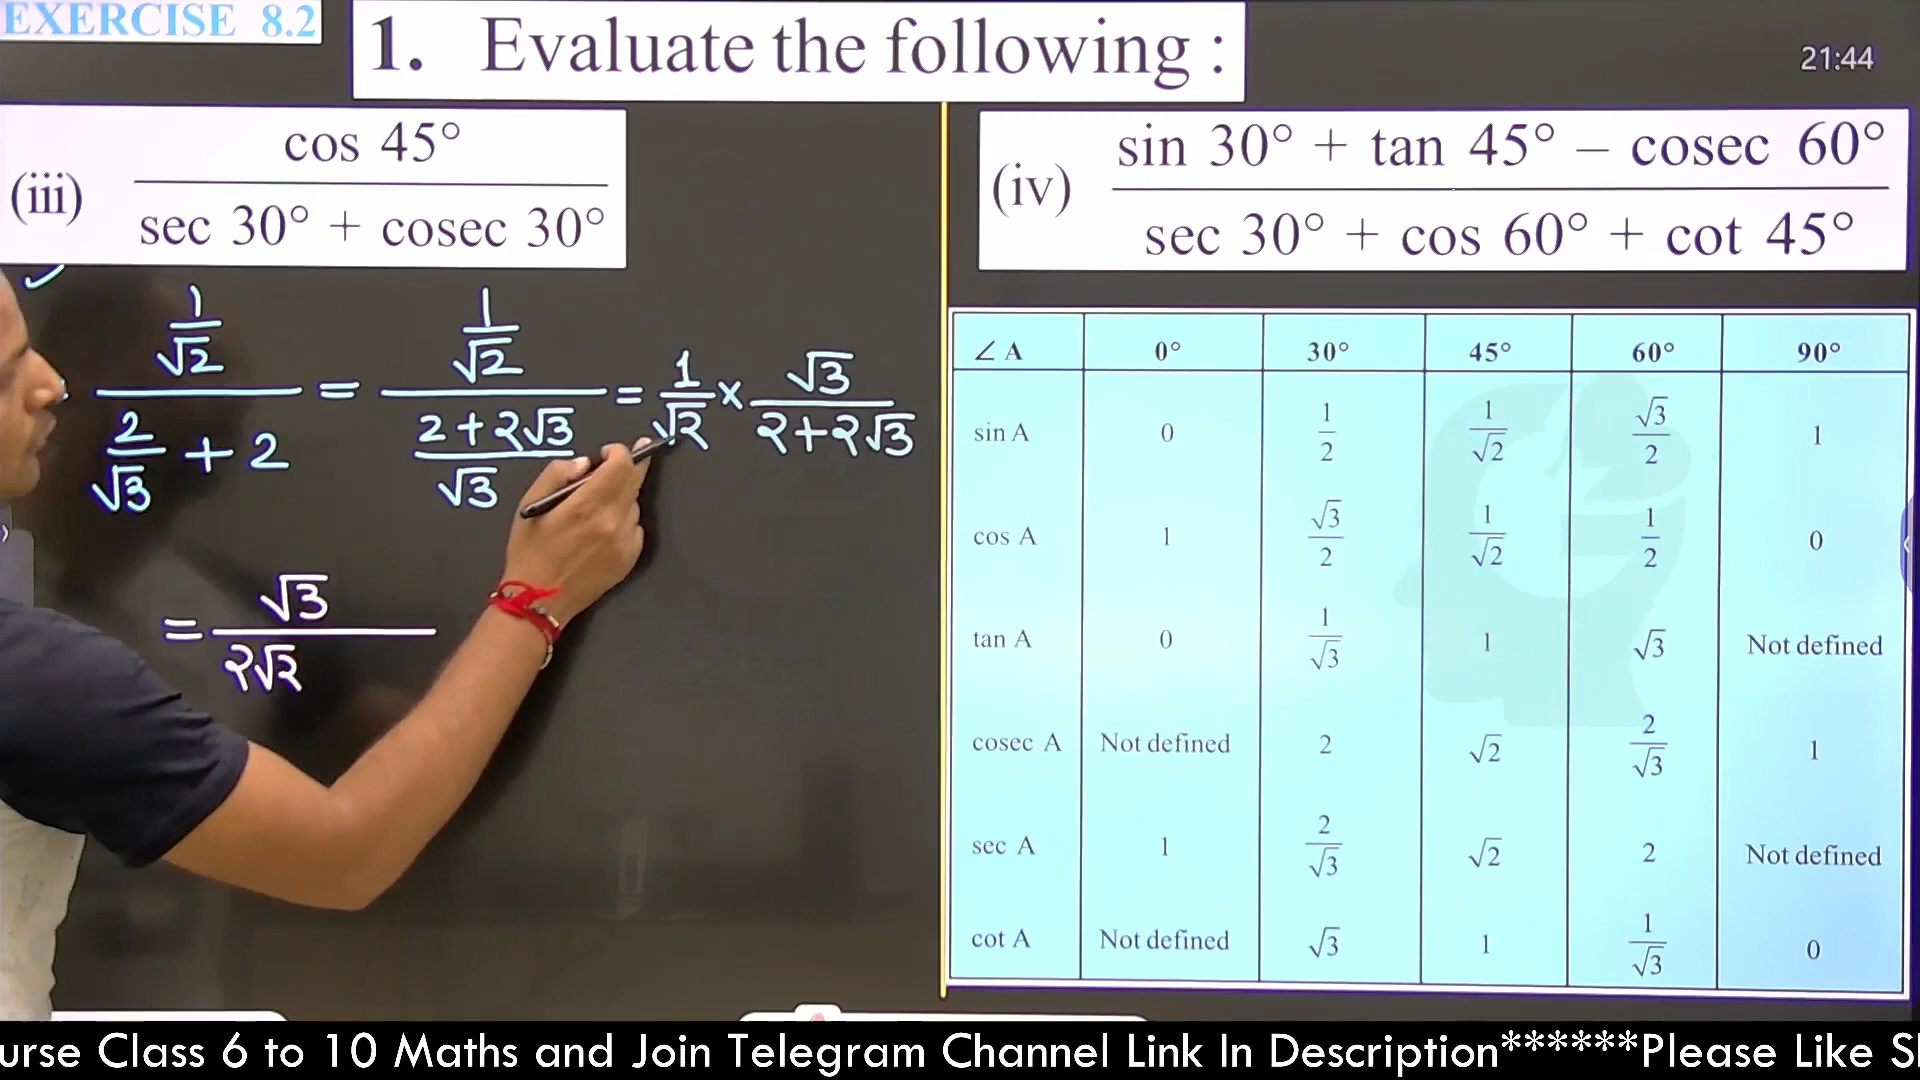 EXERCISE 8.2
1. Evaluate the following :
21:44
(iii) cos 45° / sec 30° + cosec 30°
(iv) sin 30° + tan 45° – cosec 60° / sec 30° + cos 60° + cot 45°
1/√2 / 2/√3 + 2 = 1/√2 / 2+2√3/√3 = 1/√2 × √3/2+2√3
= √3/2√2
∠A 0° 30° 45° 60° 90°
sin A 0 1/2 1/√2 √3/2 1
cos A 1 √3/2 1/√2 1/2 0
tan A 0 1/√3 1 √3 Not defined
cosec A Not defined 2 √2 2/√3 1
sec A 1 2/√3 √2 2 Not defined
cot A Not defined √3 1 1/√3 0
urse Class 6 to 10 Maths and Join Telegram Channel Link In Description******Please Like S